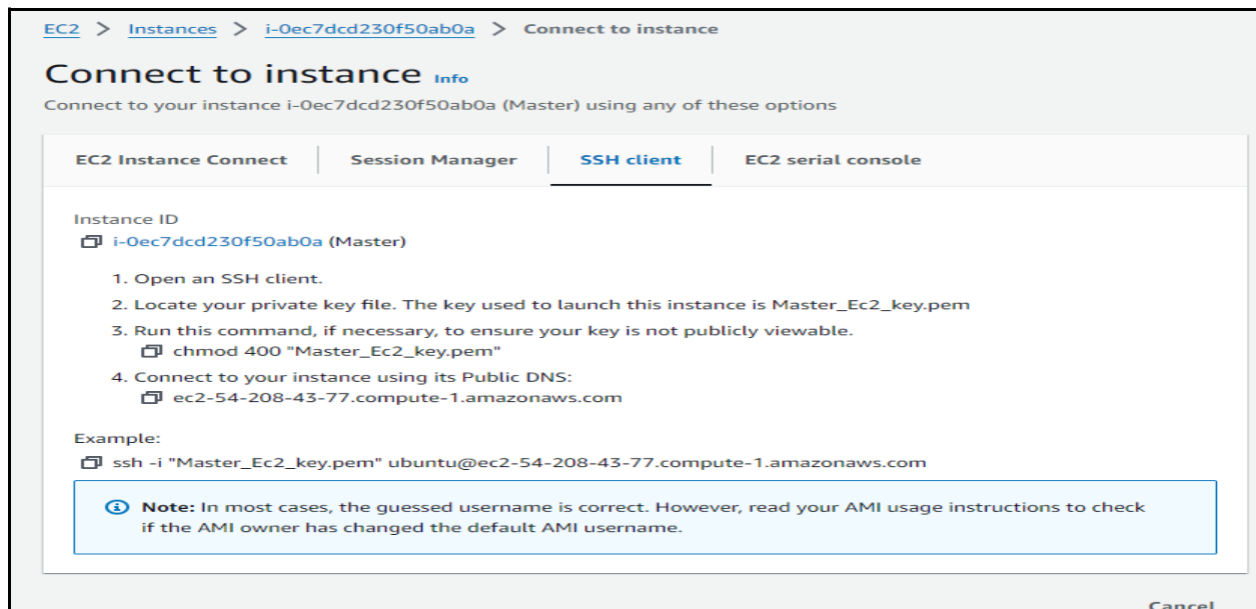 EC2 > Instances > i-0ec7dcd230f50ab0a > Connect to instance
Connect to instance Info
Connect to your instance i-0ec7dcd230f50ab0a (Master) using any of these options
EC2 Instance Connect Session Manager SSH client EC2 serial console
Instance ID
i-0ec7dcd230f50ab0a (Master)
1. Open an SSH client.
2. Locate your private key file. The key used to launch this instance is Master_Ec2_key.pem
3. Run this command, if necessary, to ensure your key is not publicly viewable.
chmod 400 "Master_Ec2_key.pem"
4. Connect to your instance using its Public DNS:
ec2-54-208-43-77.compute-1.amazonaws.com
Example:
ssh -i "Master_Ec2_key.pem" ubuntu@ec2-54-208-43-77.compute-1.amazonaws.com
Note: In most cases, the guessed username is correct. However, read your AMI usage instructions to check
if the AMI owner has changed the default AMI username.
Cancel